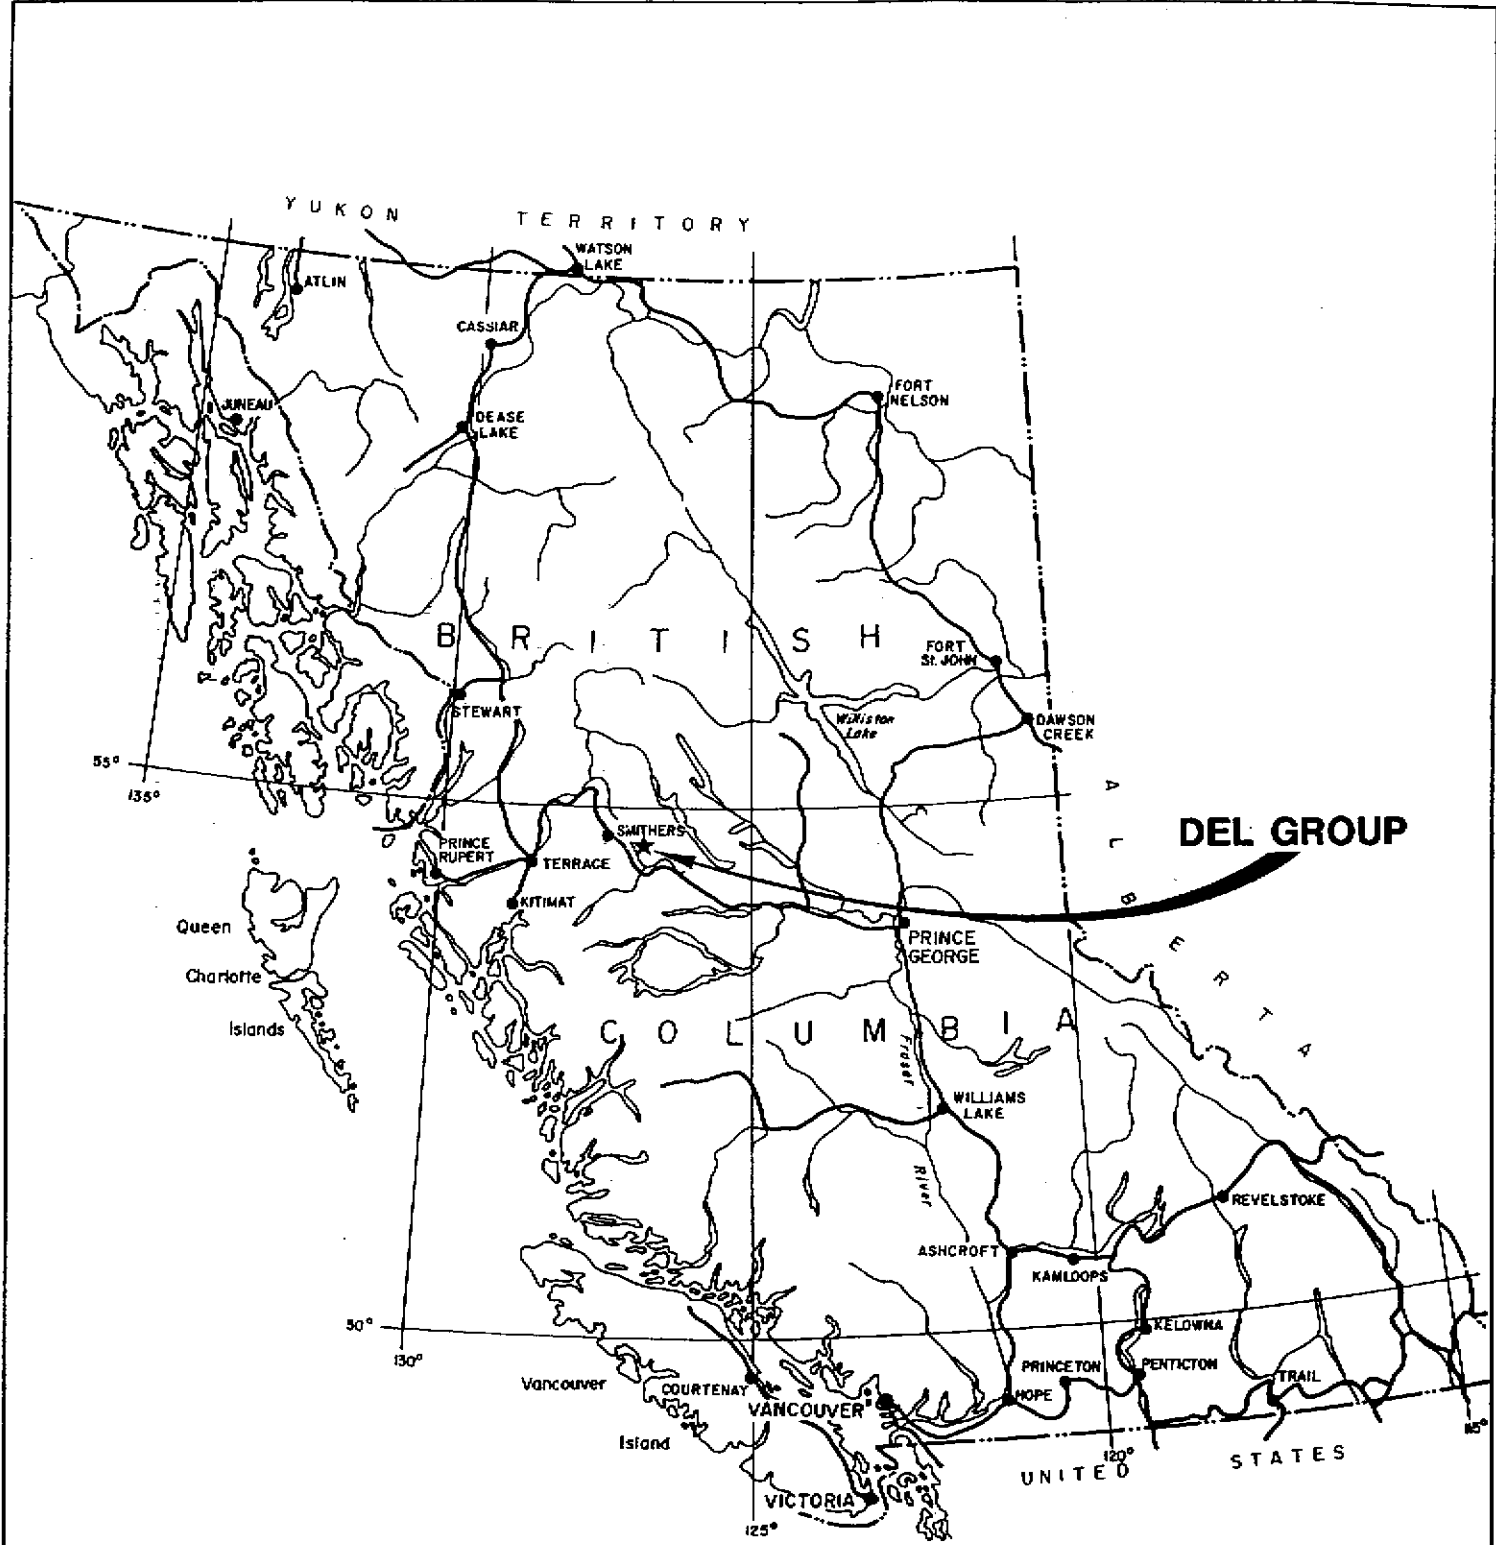 YUKON TERRITORY
WATSON
LAKE
ATLIN
CASSIAR
FORT
NELSON
JUNEAU
DEASE
LAKE
BRITISH
FORT
St. JOHN
STEWART
Williston
Lake
DAWSON
CREEK
55°
135°
ALBERTA
DEL GROUP
SMITHERS
PRINCE
RUPERT
TERRACE
KITIMAT
Queen
Charlotte
Islands
PRINCE
GEORGE
COLUMBIA
Fraser
River
WILLIAMS
LAKE
REVELSTOKE
ASHCROFT
KAMLOOPS
50°
130°
KELOWNA
Vancouver
Island
COURTENAY
PRINCETON
PENTICTON
TRAIL
HOPE
VANCOUVER
115°
120°
UNITED STATES
VICTORIA
125°